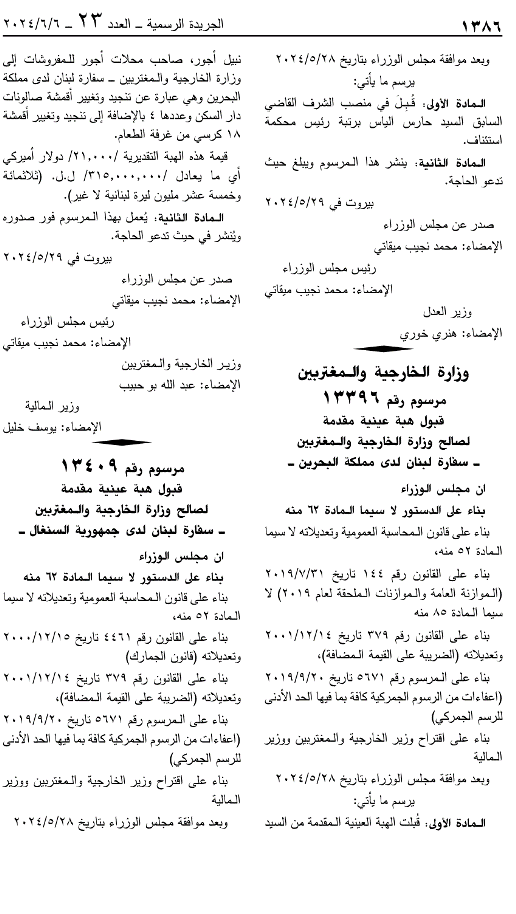 ١٣٨٦
الجريدة الرسمية ــ العدد ٢٣ ــ ٢٠٢٤/٦/٦
وبعد موافقة مجلس الوزراء بتاريخ ٢٠٢٤/٥/٢٨
يرسم ما يأتي:
المادة الأولى: قُبِلَ في منصب الشرف القاضي
السابق السيد حارس الياس برتبة رئيس محكمة
استئناف.
المادة الثانية: ينشر هذا المرسوم ويبلغ حيث
تدعو الحاجة.
بيروت في ٢٠٢٤/٥/٢٩
صدر عن مجلس الوزراء
الإمضاء: محمد نجيب ميقاتي
رئيس مجلس الوزراء
الإمضاء: محمد نجيب ميقاتي
وزير العدل
الإمضاء: هنري خوري
وزارة الخارجية والمغتربين
مرسوم رقم ١٣٣٩٦
قبول هبة عينية مقدمة
لصالح وزارة الخارجية والمغتربين
ــ سفارة لبنان لدى مملكة البحرين ــ
ان مجلس الوزراء
بناء على الدستور لا سيما المادة ٦٢ منه
بناء على قانون المحاسبة العمومية وتعديلاته لا سيما
المادة ٥٢ منه،
بناء على القانون رقم ١٤٤ تاريخ ٢٠١٩/٧/٣١
(الموازنة العامة والموازنات الملحقة لعام ٢٠١٩) لا
سيما المادة ٨٥ منه
بناء على القانون رقم ٣٧٩ تاريخ ٢٠٠١/١٢/١٤
وتعديلاته (الضريبة على القيمة المضافة)،
بناء على المرسوم رقم ٥٦٧١ تاريخ ٢٠١٩/٩/٢٠
(اعفاءات من الرسوم الجمركية كافة بما فيها الحد الأدنى
للرسم الجمركي)
بناء على اقتراح وزير الخارجية والمغتربين ووزير
المالية
وبعد موافقة مجلس الوزراء بتاريخ ٢٠٢٤/٥/٢٨
يرسم ما يأتي:
المادة الأولى: قُبلت الهبة العينية المقدمة من السيد
نبيل أجور، صاحب محلات أجور للمفروشات إلى
وزارة الخارجية والمغتربين ــ سفارة لبنان لدى مملكة
البحرين وهي عبارة عن تنجيد وتغيير أقمشة صالونات
دار السكن وعددها ٤ بالإضافة إلى تنجيد وتغيير أقمشة
١٨ كرسي من غرفة الطعام.
قيمة هذه الهبة التقديرية /٢١,٠٠٠/ دولار أميركي
أي ما يعادل /٣١٥,٠٠٠,٠٠٠/ ل.ل. (ثلاثمائة
وخمسة عشر مليون ليرة لبنانية لا غير).
المادة الثانية: يُعمل بهذا المرسوم فور صدوره
ويُنشر في حيث تدعو الحاجة.
بيروت في ٢٠٢٤/٥/٢٩
صدر عن مجلس الوزراء
الإمضاء: محمد نجيب ميقاتي
رئيس مجلس الوزراء
الإمضاء: محمد نجيب ميقاتي
وزير الخارجية والمغتربين
الإمضاء: عبد الله بو حبيب
وزير المالية
الإمضاء: يوسف خليل
مرسوم رقم ١٣٤٠٩
قبول هبة عينية مقدمة
لصالح وزارة الخارجية والمغتربين
ــ سفارة لبنان لدى جمهورية السنغال ــ
ان مجلس الوزراء
بناء على الدستور لا سيما المادة ٦٢ منه
بناء على قانون المحاسبة العمومية وتعديلاته لا سيما
المادة ٥٢ منه،
بناء على القانون رقم ٤٤٦١ تاريخ ٢٠٠٠/١٢/١٥
وتعديلاته (قانون الجمارك)
بناء على القانون رقم ٣٧٩ تاريخ ٢٠٠١/١٢/١٤
وتعديلاته (الضريبة على القيمة المضافة)،
بناء على المرسوم رقم ٥٦٧١ تاريخ ٢٠١٩/٩/٢٠
(اعفاءات من الرسوم الجمركية كافة بما فيها الحد الأدنى
للرسم الجمركي)
بناء على اقتراح وزير الخارجية والمغتربين ووزير
المالية
وبعد موافقة مجلس الوزراء بتاريخ ٢٠٢٤/٥/٢٨